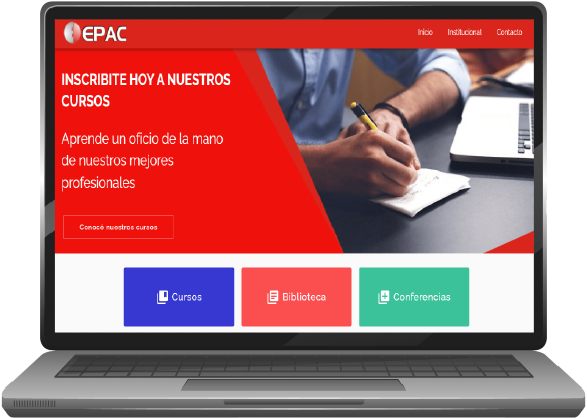 EPAC
Inicio Institucional Contacto
INSCRIBITE HOY A NUESTROS
CURSOS
Aprende un oficio de la mano
de nuestros mejores
profesionales
Conocé nuestros cursos
Cursos
Biblioteca
Conferencias